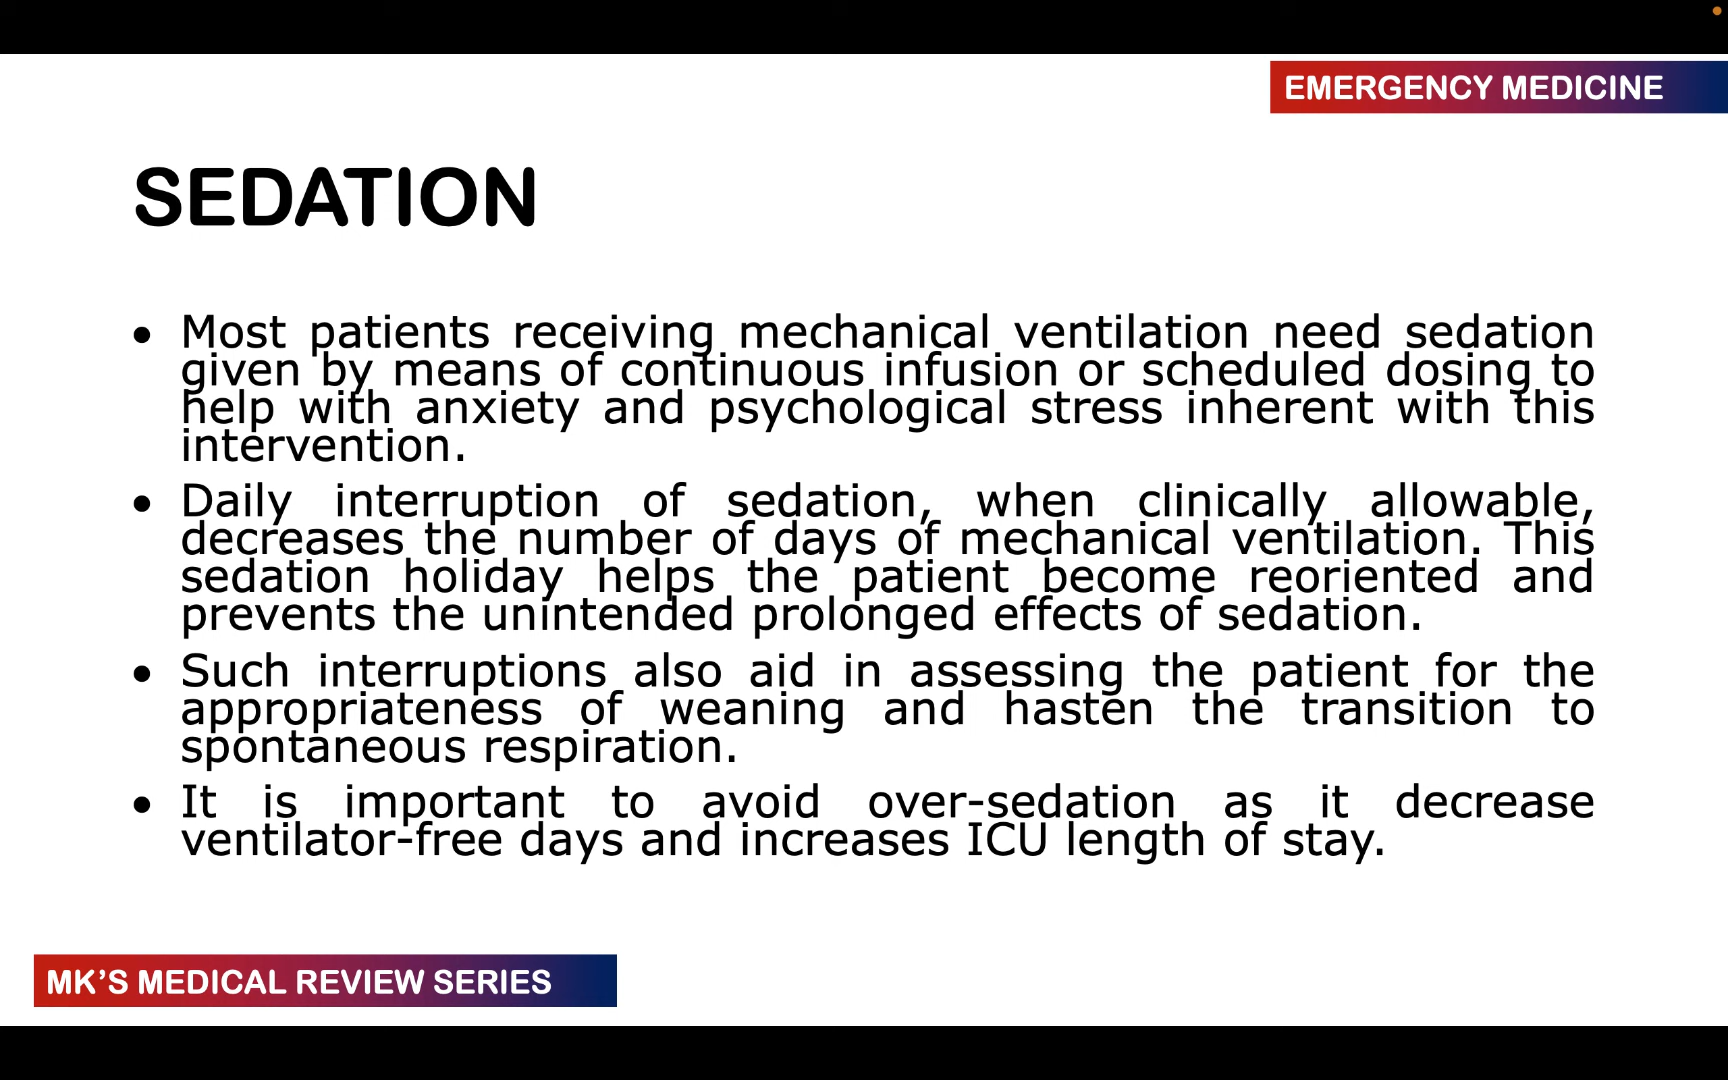 EMERGENCY MEDICINE
SEDATION
• Most patients receiving mechanical ventilation need sedation
given by means of continuous infusion or scheduled dosing to
help with anxiety and psychological stress inherent with this
intervention.
• Daily interruption of sedation, when clinically allowable,
decreases the number of days of mechanical ventilation. This
sedation holiday helps the patient become reoriented and
prevents the unintended prolonged effects of sedation.
• Such interruptions also aid in assessing the patient for the
appropriateness of weaning and hasten the transition to
spontaneous respiration.
• It is important to avoid over-sedation as it decrease
ventilator-free days and increases ICU length of stay.
MK’S MEDICAL REVIEW SERIES